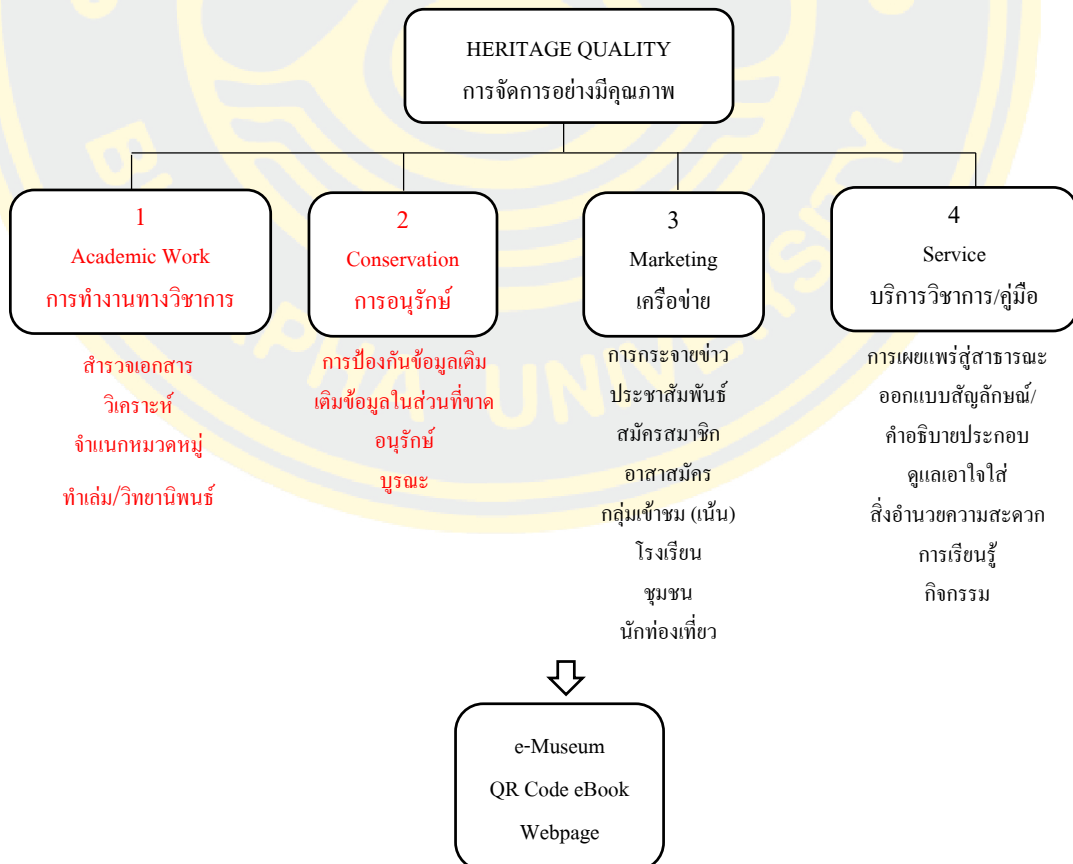 HERITAGE QUALITY
การจัดการอย่างมีคุณภาพ
1
Academic Work
การทำงานทางวิชาการ
สำรวจเอกสาร
วิเคราะห์
จำแนกหมวดหมู่
ทำเล่ม/วิทยานิพนธ์
2
Conservation
การอนุรักษ์
การป้องกันข้อมูลเติม
เติมข้อมูลในส่วนที่ขาด
อนุรักษ์
บูรณะ
3
Marketing
เครือข่าย
การกระจายข่าว
ประชาสัมพันธ์
สมัครสมาชิก
อาสาสมัคร
กลุ่มเข้าชม (เน้น)
โรงเรียน
ชุมชน
นักท่องเที่ยว
4
Service
บริการวิชาการ/คู่มือ
การเผยแพร่สู่สาธารณะ
ออกแบบสัญลักษณ์/
คำอธิบายประกอบ
ดูแลเอาใจใส่
สิ่งอำนวยความสะดวก
การเรียนรู้
กิจกรรม
e-Museum
QR Code eBook
Webpage
UNIVERSITY